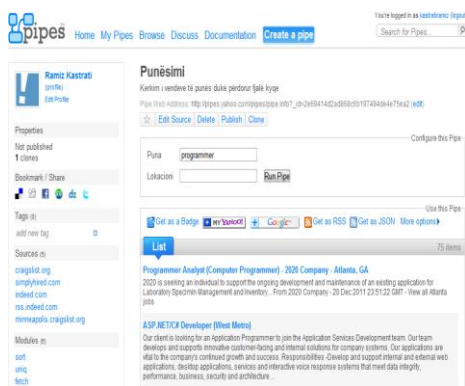 You're logged in as kastratiramiz (logout
pipes Home My Pipes Browse Discuss Documentation Create a pipe
Search for Pipes...
Ramiz Kastrati
(profile)
Edit Profile
Properties
Not published
1 clones
Bookmark / Share
Tags (0)
add new tag
Sources (5)
craigslist.org
simplyhired.com
indeed.com
rss.indeed.com
minneapolis.craigslist.org
Modules (6)
sort
uniq
fetch
Punësimi
Kerkim i vendeve të punës duke perdorur fjalë kyqe
Pipe Web Address: (edit)
Edit Source Delete Publish Clone
Configure this Pipe
Puna programmer
Lokacioni Run Pipe
Use this Pipe
Get as a Badge MY YAHOO! Google Get as RSS Get as JSON More options
List 75 items
Programmer Analyst (Computer Programmer) - 2020 Company - Atlanta, GA
2020 is seeking an individual to support the ongoing development and maintenance of an existing application for
Laboratory Specimin Management and Inventory... From 2020 Company - 20 Dec 2011 23:51:22 GMT - View all Atlanta
jobs
ASP.NET/C# Developer (West Metro)
Our client is looking for an Application Programmer to join the Application Services Development team. Our team
develops and supports innovative customer-facing and internal solutions for company systems. Our applications are
vital to the company's continued growth and success. Responsibilities -Develop and support internal and external web
applications, desktop applications, services and interactive voice response systems that meet data integrity,
performance, business, security and architecture ...